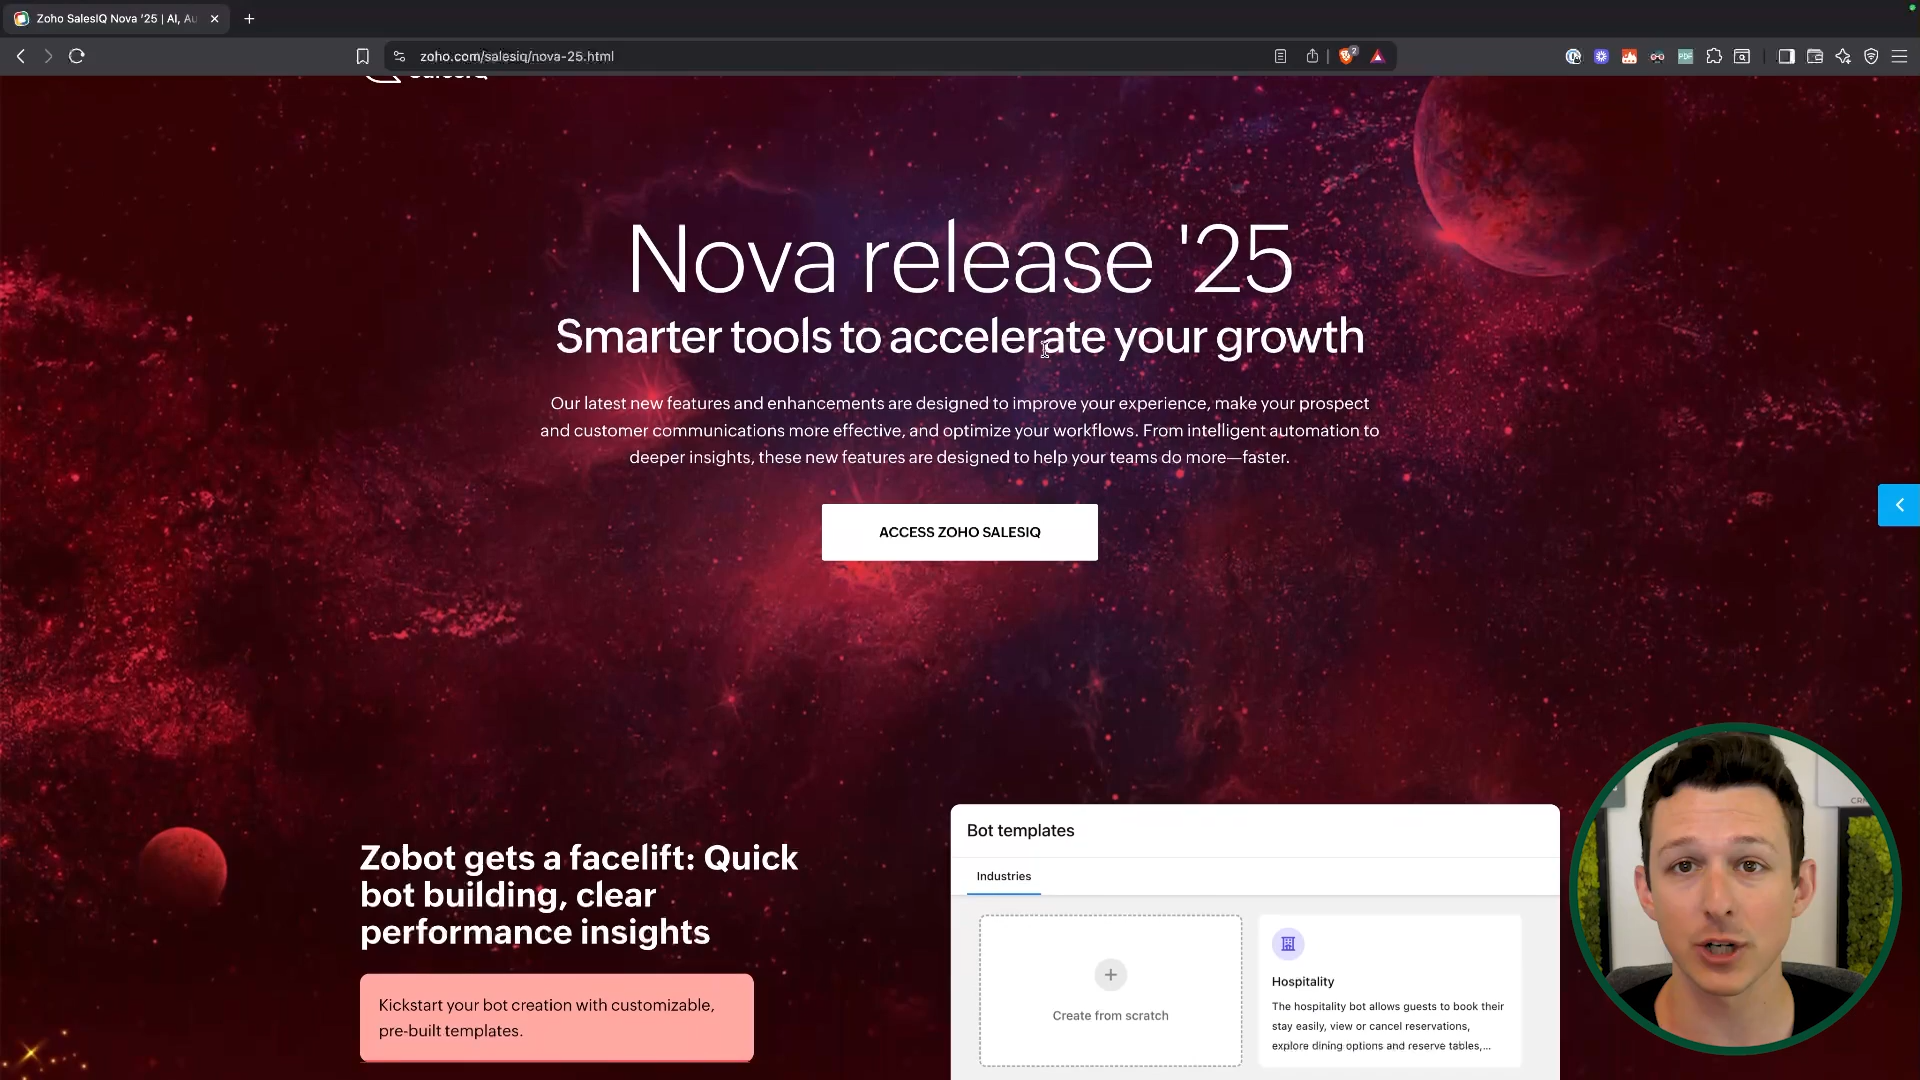 Zoho SalesIQ Nova '25 | AI, Au
zoho.com/salesiq/nova-25.html
2
PDF
SalesIQ
Nova release '25
Smarter tools to accelerate your growth
Our latest new features and enhancements are designed to improve your experience, make your prospect
and customer communications more effective, and optimize your workflows. From intelligent automation to
deeper insights, these new features are designed to help your teams do more—faster.
ACCESS ZOHO SALESIQ
Zobot gets a facelift: Quick
bot building, clear
performance insights
Kickstart your bot creation with customizable,
pre-built templates.
Bot templates
Industries
Create from scratch
Hospitality
The hospitality bot allows guests to book their
stay easily, view or cancel reservations,
explore dining options and reserve tables,...
CRM